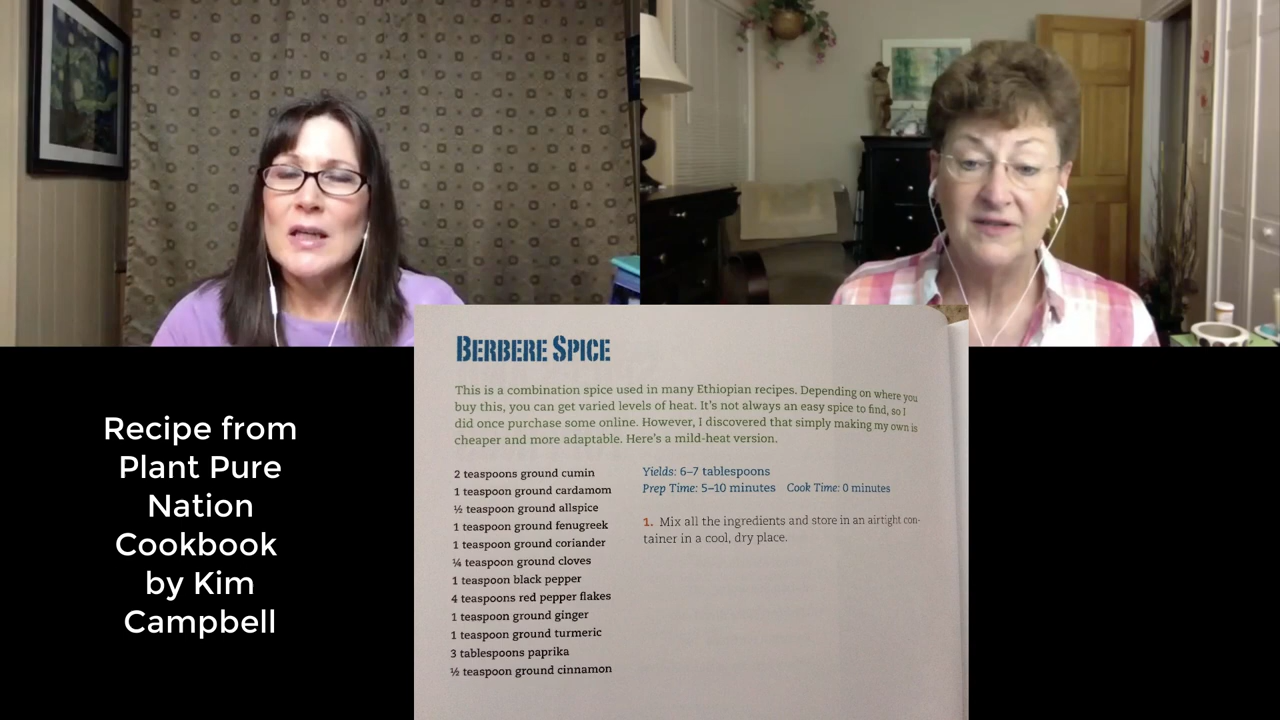 Recipe from
Plant Pure
Nation
Cookbook
by Kim
Campbell
BERBERE SPICE
This is a combination spice used in many Ethiopian recipes. Depending on where you
buy this, you can get varied levels of heat. It's not always an easy spice to find, so I
did once purchase some online. However, I discovered that simply making my own is
cheaper and more adaptable. Here's a mild-heat version.
2 teaspoons ground cumin
1 teaspoon ground cardamom
½ teaspoon ground allspice
1 teaspoon ground fenugreek
1 teaspoon ground coriander
¼ teaspoon ground cloves
1 teaspoon black pepper
4 teaspoons red pepper flakes
1 teaspoon ground ginger
1 teaspoon ground turmeric
3 tablespoons paprika
½ teaspoon ground cinnamon
Yields: 6–7 tablespoons
Prep Time: 5–10 minutes Cook Time: 0 minutes
1. Mix all the ingredients and store in an airtight con-
tainer in a cool, dry place.